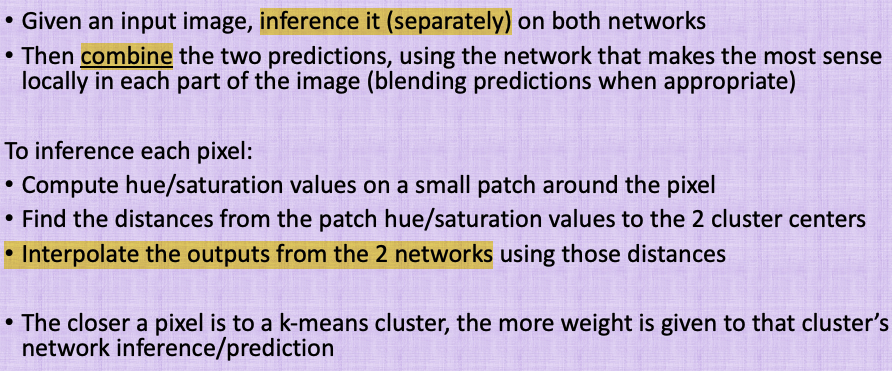 • Given an input image, inference it (separately) on both networks
• Then combine the two predictions, using the network that makes the most sense
locally in each part of the image (blending predictions when appropriate)
To inference each pixel:
• Compute hue/saturation values on a small patch around the pixel
• Find the distances from the patch hue/saturation values to the 2 cluster centers
• Interpolate the outputs from the 2 networks using those distances
• The closer a pixel is to a k-means cluster, the more weight is given to that cluster’s
network inference/prediction